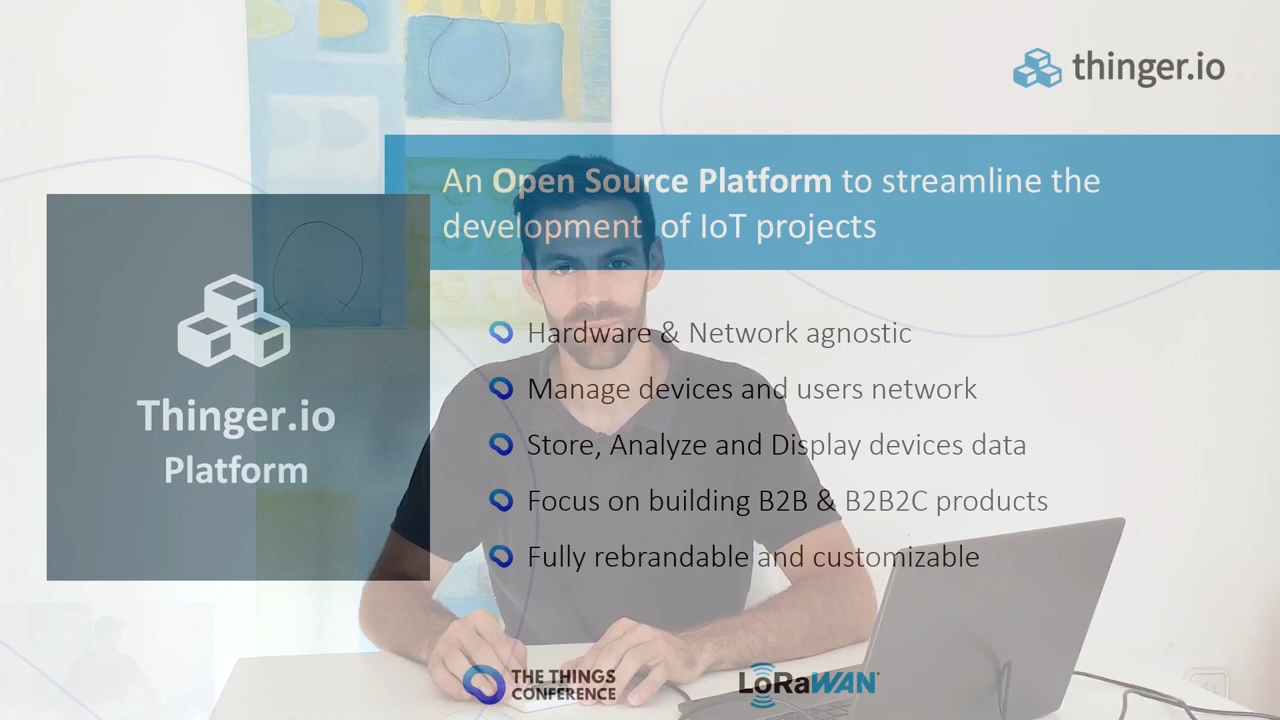 thinger.io
An Open Source Platform to streamline the
development of IoT projects
Thinger.io
Platform
Hardware & Network agnostic
Manage devices and users network
Store, Analyze and Display devices data
Focus on building B2B & B2B2C products
Fully rebrandable and customizable
THE THINGS
CONFERENCE
LoRaWAN